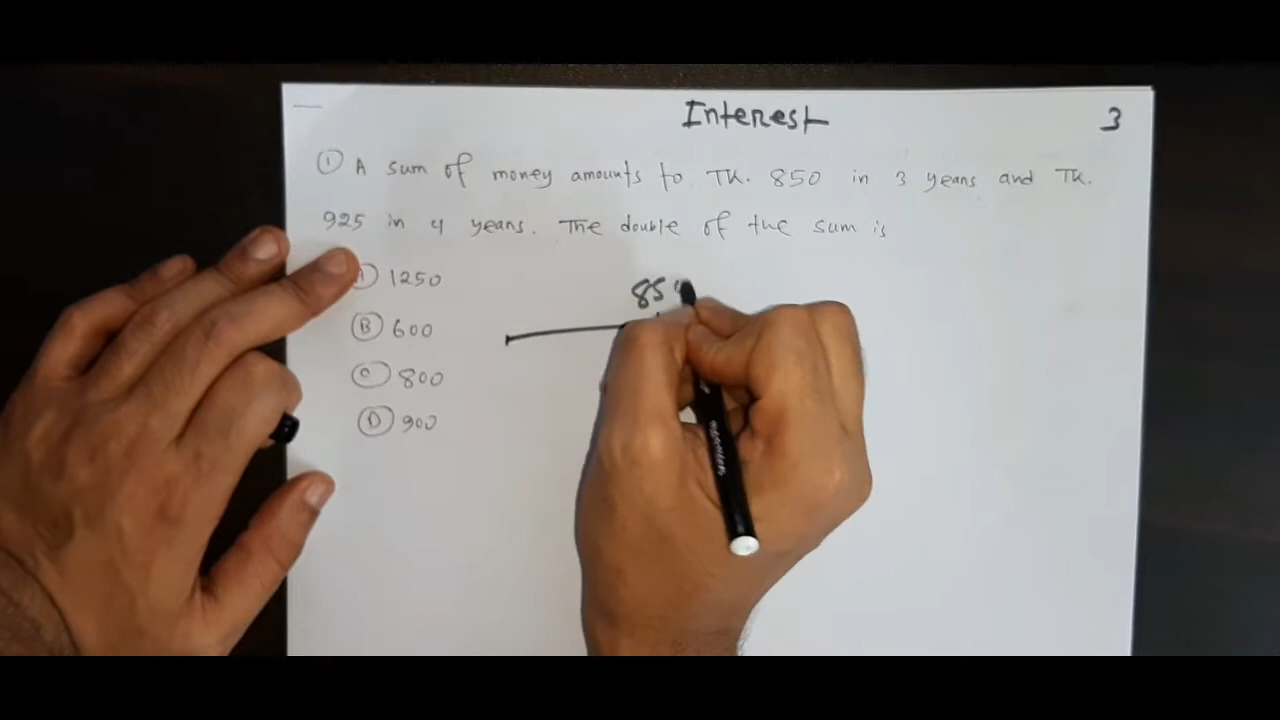 Interest
3
① A sum of money amounts to TK. 850 in 3 years and TK.
925 in 4 years. The double of the sum is
1250
Ⓑ 600
Ⓒ 800
Ⓓ 900
85